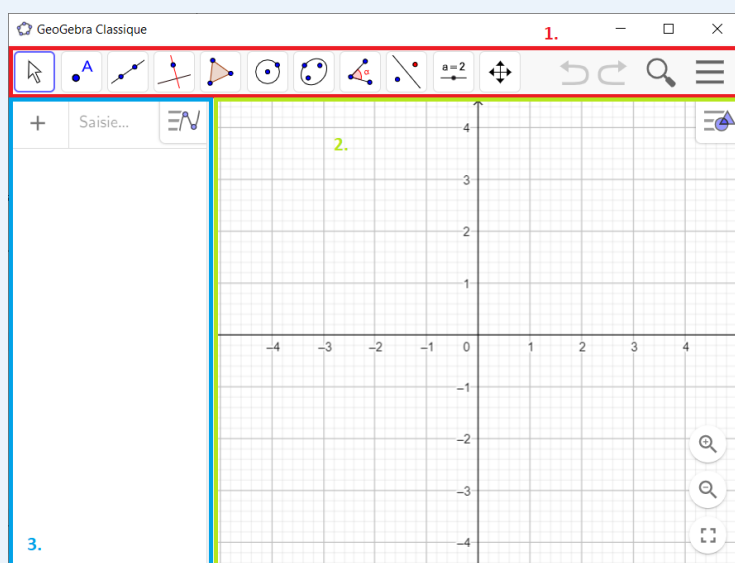 GeoGebra Classique
1.
A
α
a=2
+ Saisie...
2.
4
3
2
1
–4 –3 –2 –1 0 1 2 3 4
–1
–2
–3
–4
3.